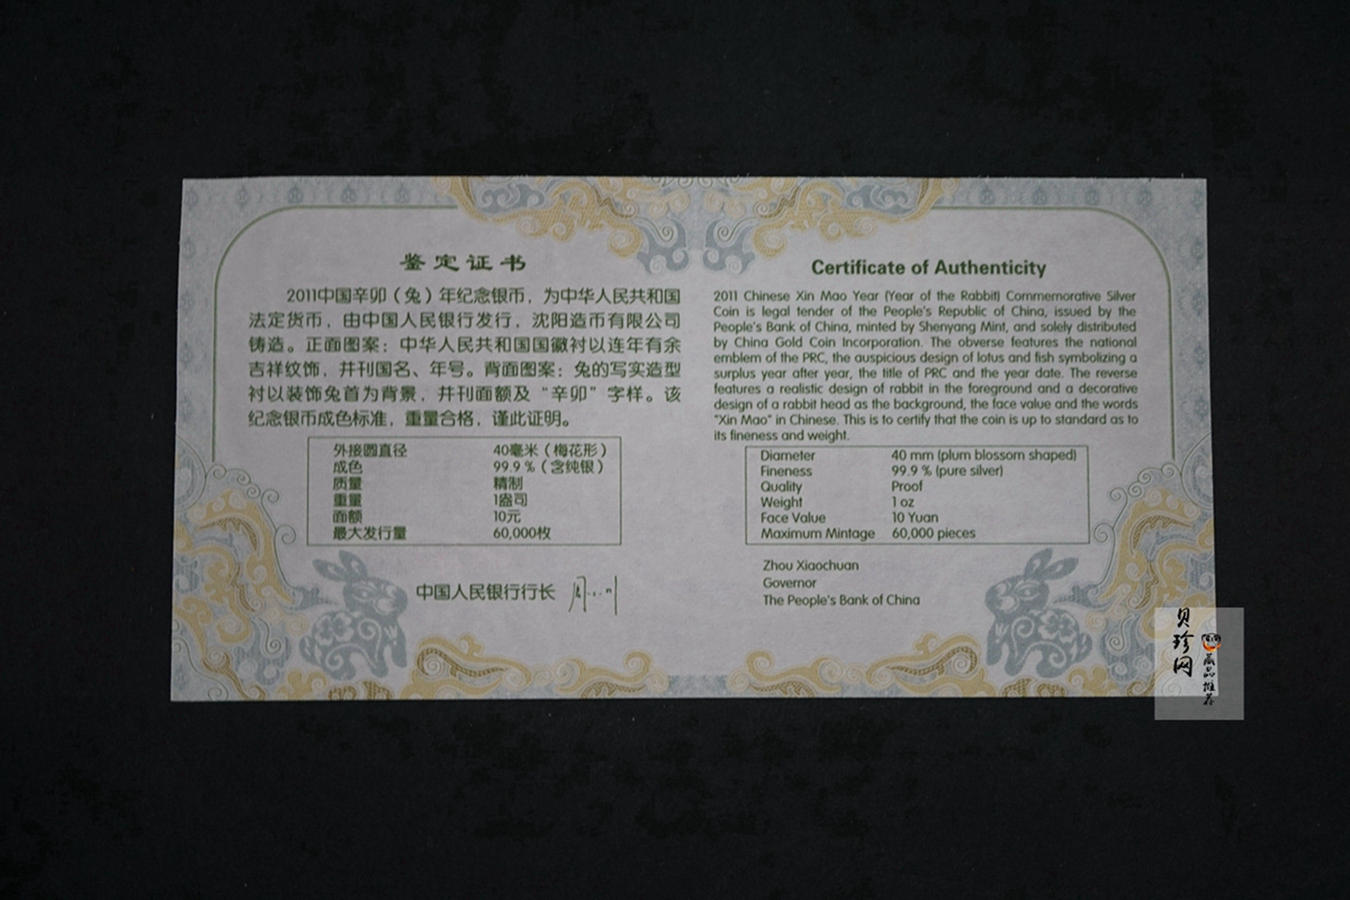 鉴定证书
2011中国辛卯（兔）年纪念银币，为中华人民共和国
法定货币，由中国人民银行发行，沈阳造币有限公司
铸造。正面图案：中华人民共和国国徽衬以连年有余
吉祥纹饰，并刊国名、年号。背面图案：兔的写实造型
衬以装饰兔首为背景，并刊面额及“辛卯”字样。该
纪念银币成色标准，重量合格，谨此证明。
外接圆直径 40毫米（梅花形）
成色 99.9%（含纯银）
质量 精制
重量 1盎司
面额 10元
最大发行量 60,000枚
中国人民银行行长
Certificate of Authenticity
2011 Chinese Xin Mao Year (Year of the Rabbit) Commemorative Silver
Coin is legal tender of the People's Republic of China, issued by the
People's Bank of China, minted by Shenyang Mint, and solely distributed
by China Gold Coin Incorporation. The obverse features the national
emblem of the PRC, the auspicious design of lotus and fish symbolizing a
surplus year after year, the title of PRC and the year date. The reverse
features a realistic design of rabbit in the foreground and a decorative
design of a rabbit head as the background, the face value and the words
"Xin Mao" in Chinese. This is to certify that the coin is up to standard as to
its fineness and weight.
Diameter 40 mm (plum blossom shaped)
Fineness 99.9 % (pure silver)
Quality Proof
Weight 1 oz
Face Value 10 Yuan
Maximum Mintage 60,000 pieces
Zhou Xiaochuan
Governor
The People's Bank of China
贝珍网
藏品推荐